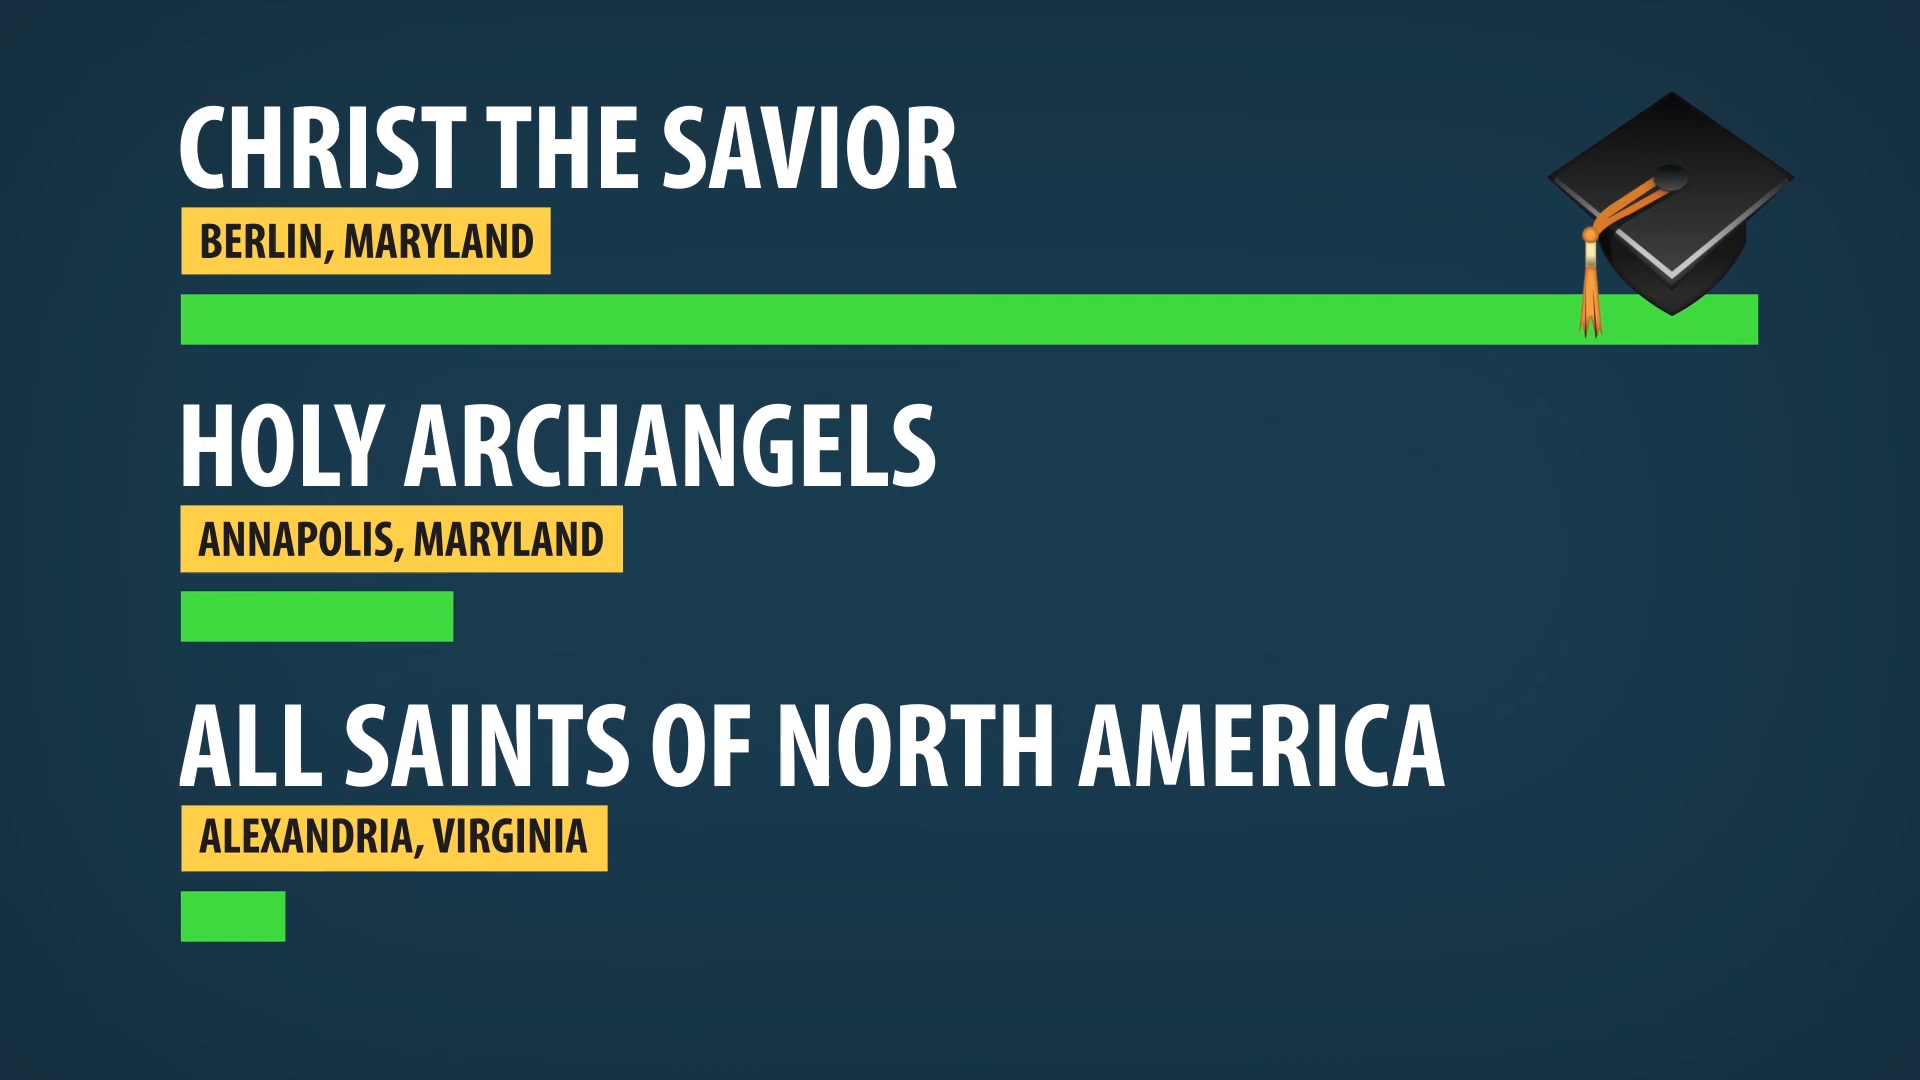 CHRIST THE SAVIOR
BERLIN, MARYLAND
HOLY ARCHANGELS
ANNAPOLIS, MARYLAND
ALL SAINTS OF NORTH AMERICA
ALEXANDRIA, VIRGINIA